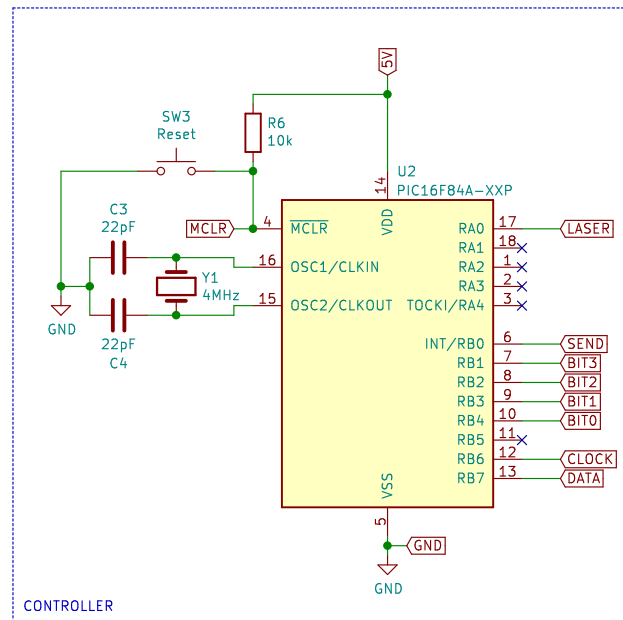 5V
SW3
Reset
R6
10k
U2
PIC16F84A-XXP
14
VDD
C3
22pF
MCLR
4
MCLR
RA0
17
LASER
RA1
18
16
OSC1/CLKIN
RA2
1
Y1
4MHz
RA3
2
15
OSC2/CLKOUT
TOCKI/RA4
3
GND
22pF
C4
INT/RB0
6
SEND
RB1
7
BIT3
RB2
8
BIT2
RB3
9
BIT1
RB4
10
BIT0
RB5
11
RB6
12
CLOCK
RB7
13
DATA
VSS
5
GND
GND
CONTROLLER